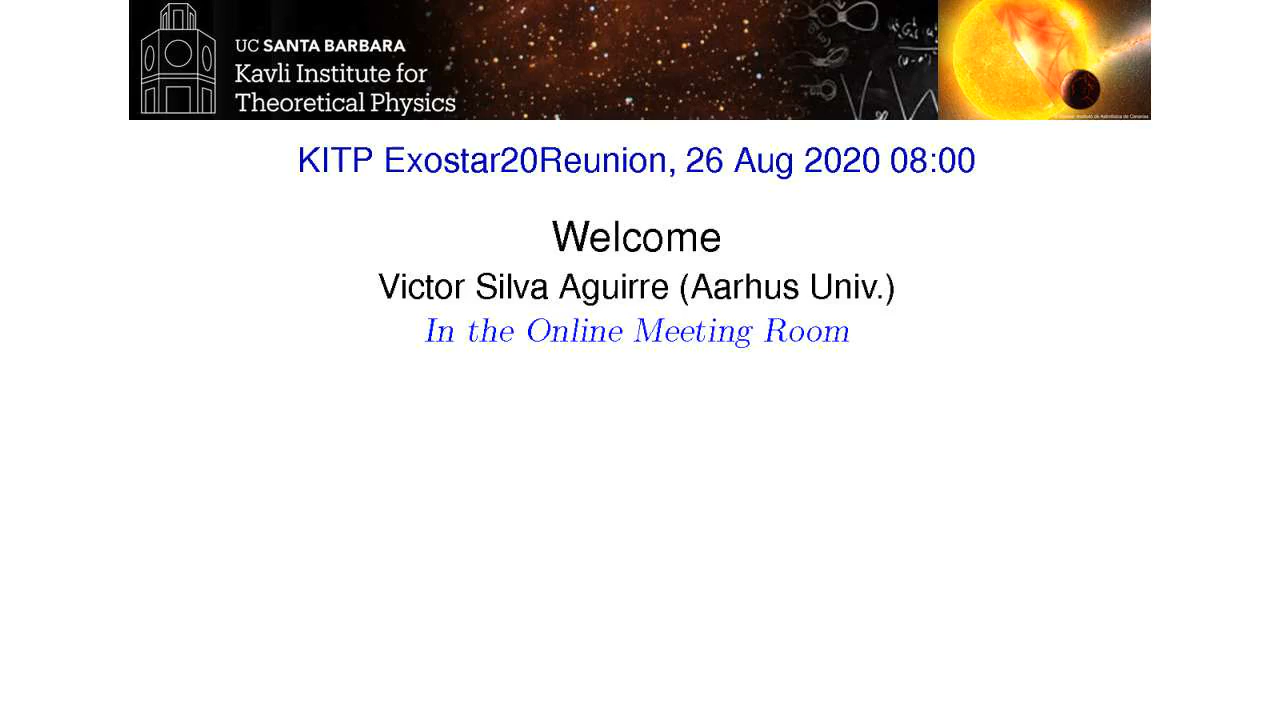 UC SANTA BARBARA
Kavli Institute for
Theoretical Physics
KITP Exostar20Reunion, 26 Aug 2020 08:00
Welcome
Victor Silva Aguirre (Aarhus Univ.)
In the Online Meeting Room